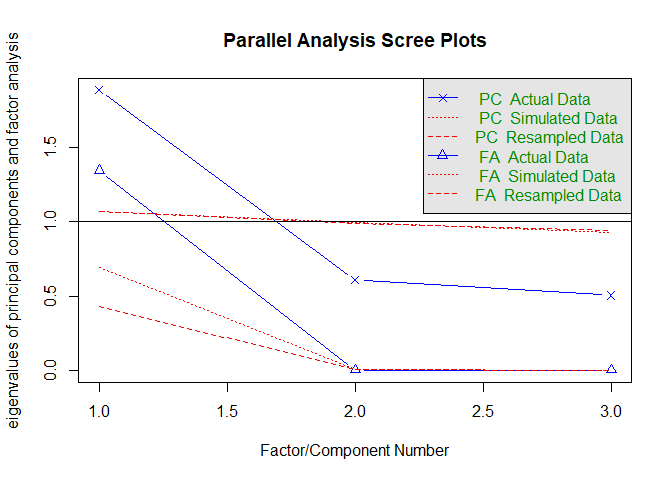 Parallel Analysis Scree Plots
eigenvalues of principal components and factor analysis
1.5
1.0
0.5
0.0
PC  Actual Data
PC  Simulated Data
PC  Resampled Data
FA  Actual Data
FA  Simulated Data
FA  Resampled Data
1.0 1.5 2.0 2.5 3.0
Factor/Component Number